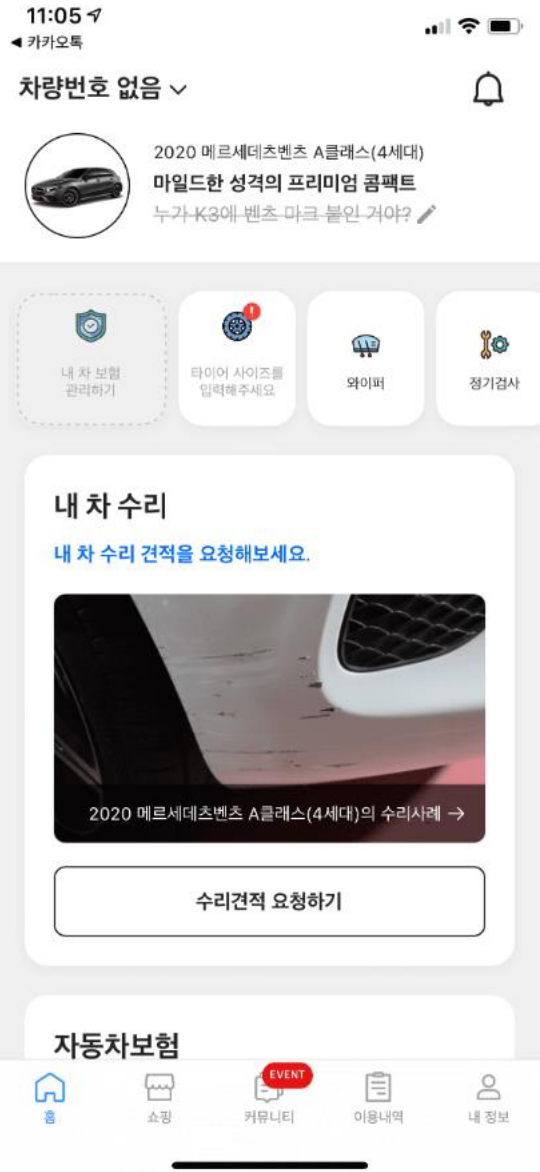 11:05
◀ 카카오톡
차량번호 없음
2020 메르세데츠벤츠 A클래스(4세대)
마일드한 성격의 프리미엄 콤팩트
누가 K3에 벤츠 마크 붙인 거야?
내 차 보험
관리하기
타이어 사이즈를
입력해주세요
와이퍼
정기검사
내 차 수리
내 차 수리 견적을 요청해보세요.
2020 메르세데츠벤츠 A클래스(4세대)의 수리사례 →
수리견적 요청하기
자동차보험
EVENT
홈
쇼핑
커뮤니티
이용내역
내 정보